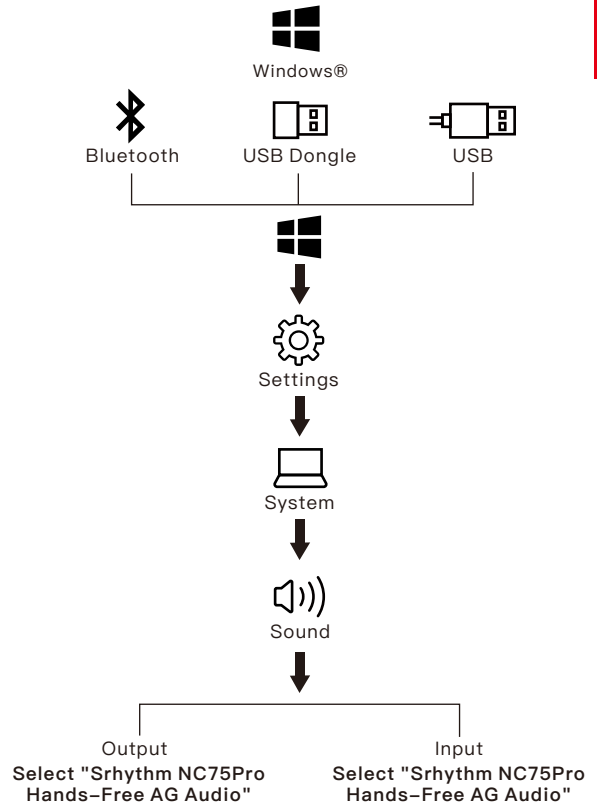 Windows®
Bluetooth
USB Dongle
USB
Settings
System
Sound
Output
Select "Srhythm NC75Pro
Hands–Free AG Audio"
Input
Select "Srhythm NC75Pro
Hands–Free AG Audio"